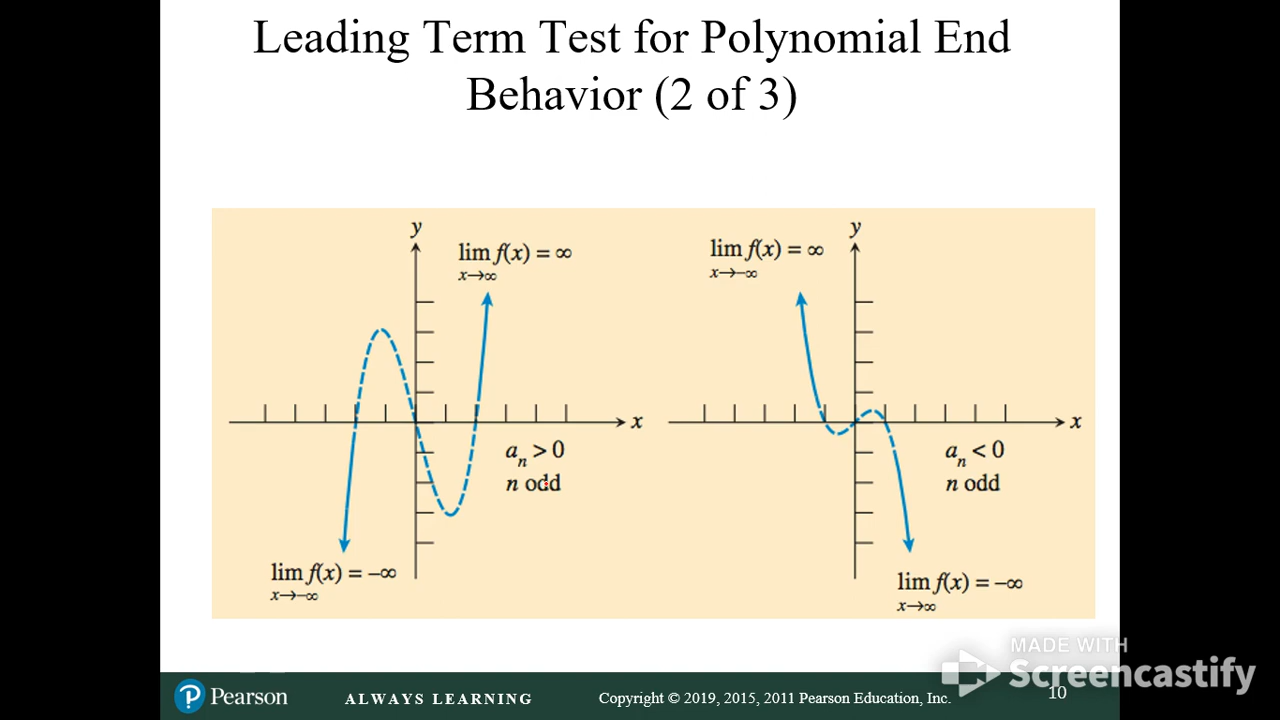 Leading Term Test for Polynomial End
Behavior (2 of 3)
y
lim f(x) = ∞
x→∞
x
aₙ > 0
n odd
lim f(x) = −∞
x→−∞
lim f(x) = ∞
x→−∞
y
x
aₙ < 0
n odd
lim f(x) = −∞
x→∞
MADE WITH
Screencastify
Pearson
ALWAYS LEARNING
Copyright © 2019, 2015, 2011 Pearson Education, Inc.
10